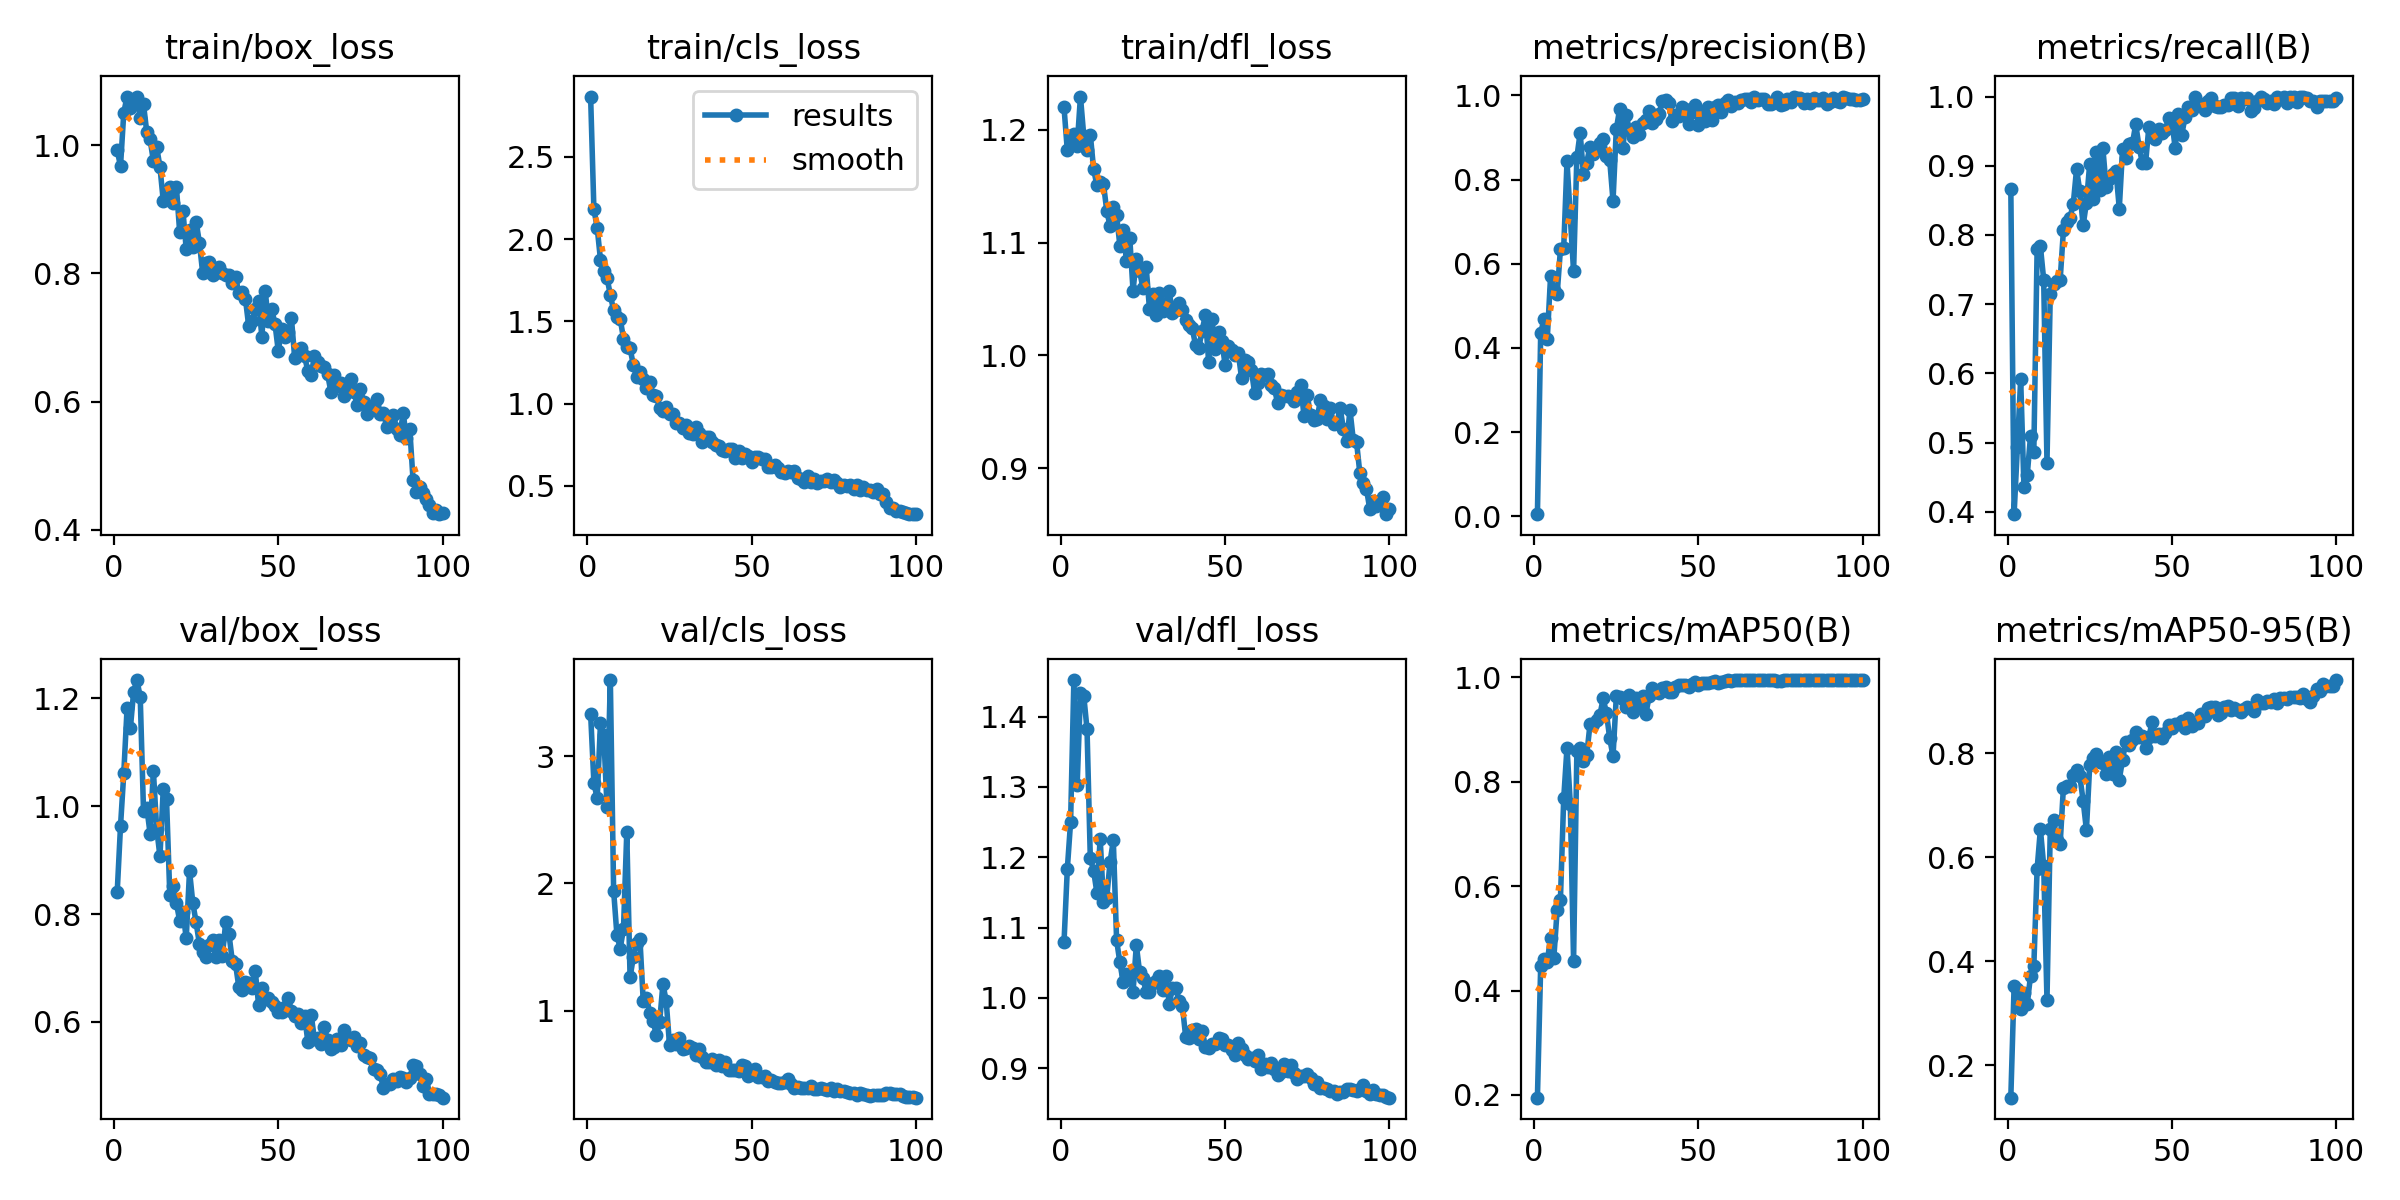 train/box_loss
train/cls_loss
train/dfl_loss
metrics/precision(B)
metrics/recall(B)
1.0
0.8
0.6
0.4
0 50 100
results
smooth
2.5
2.0
1.5
1.0
0.5
0 50 100
1.2
1.1
1.0
0.9
0 50 100
1.0
0.8
0.6
0.4
0.2
0.0
0 50 100
1.0
0.9
0.8
0.7
0.6
0.5
0.4
0 50 100
val/box_loss
val/cls_loss
val/dfl_loss
metrics/mAP50(B)
metrics/mAP50-95(B)
1.2
1.0
0.8
0.6
0 50 100
3
2
1
0 50 100
1.4
1.3
1.2
1.1
1.0
0.9
0 50 100
1.0
0.8
0.6
0.4
0.2
0 50 100
0.8
0.6
0.4
0.2
0 50 100